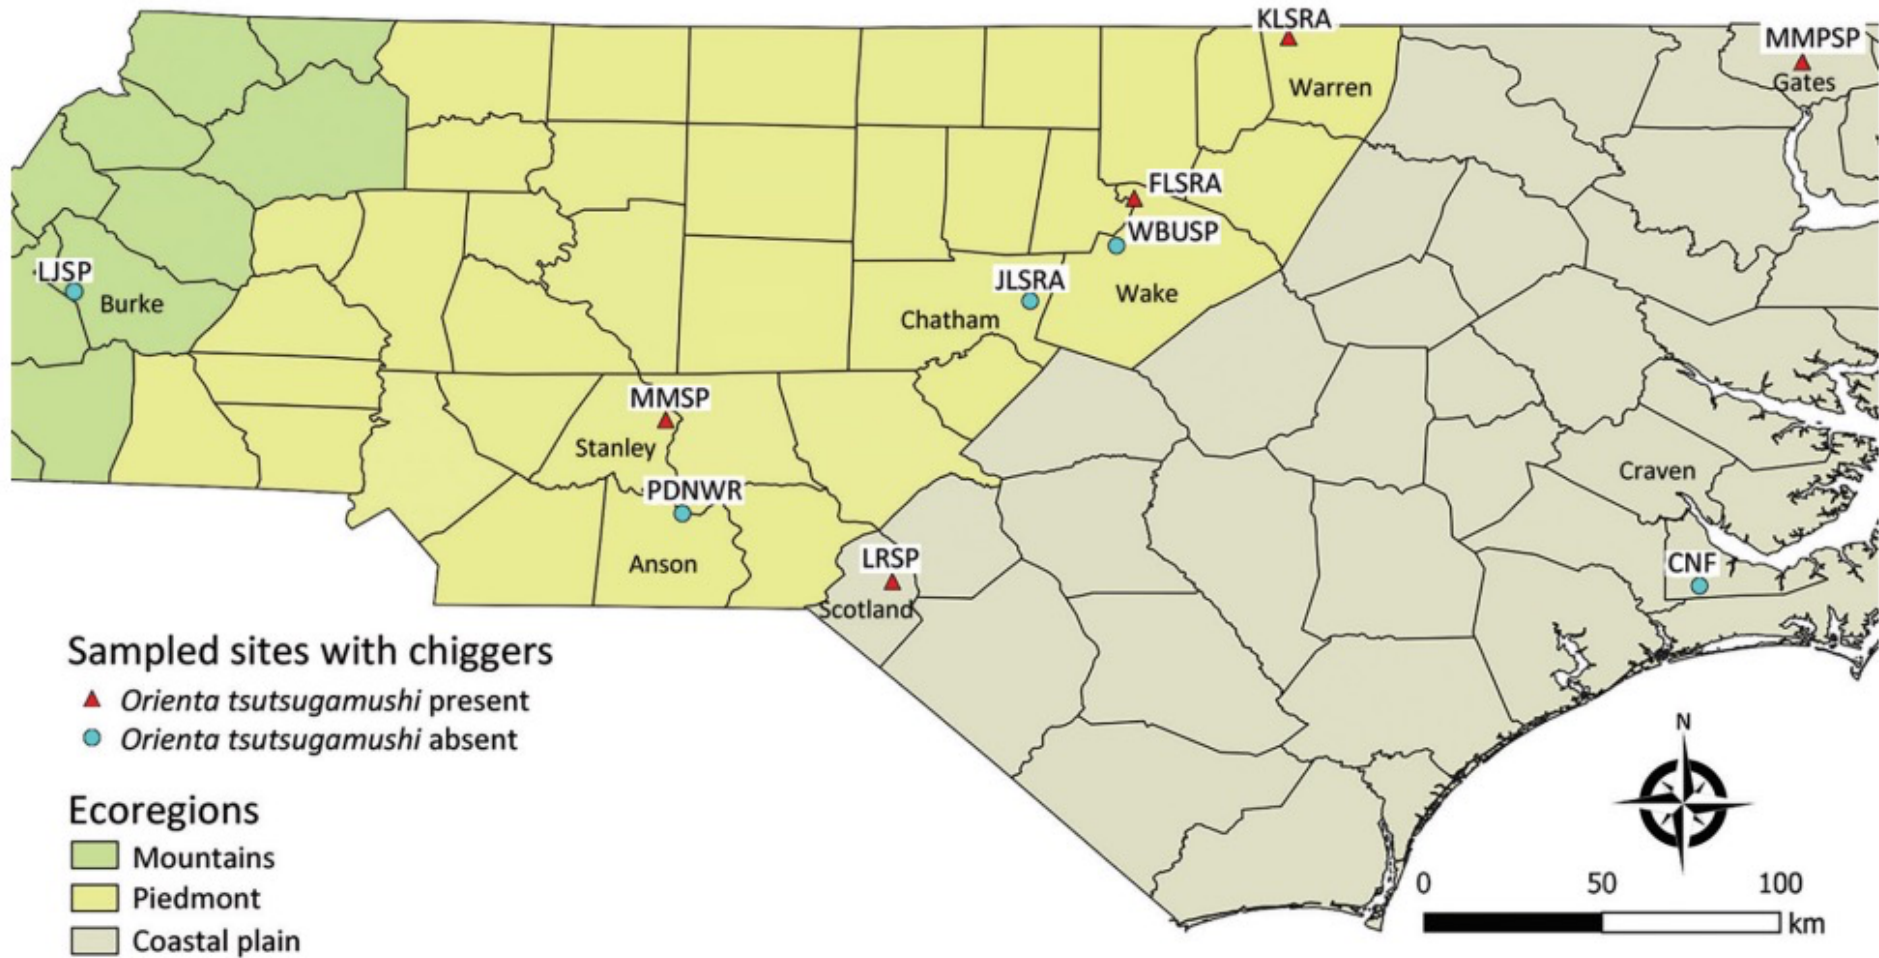 KLSRA
MMPSP
Warren
Gates
FLSRA
WBUSP
LJSP
JLSRA
Burke
Wake
Chatham
MMSP
Stanley
Craven
PDNWR
LRSP
CNF
Anson
Scotland
Sampled sites with chiggers
Orienta tsutsugamushi present
Orienta tsutsugamushi absent
Ecoregions
Mountains
Piedmont
Coastal plain
N
0 50 100
km